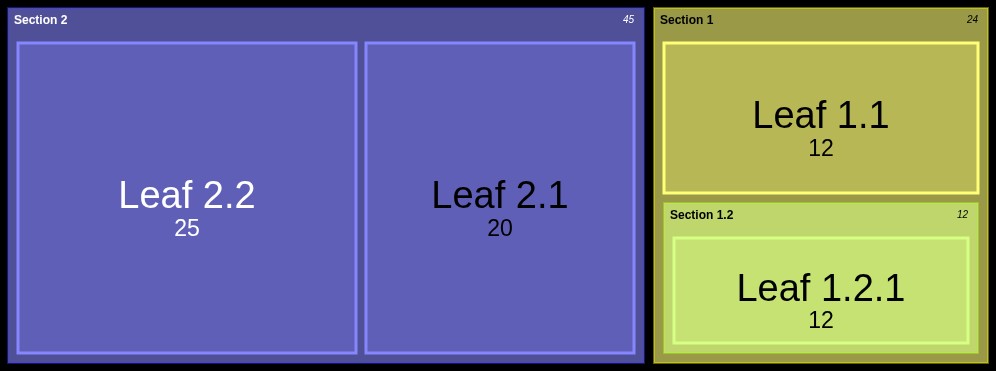 Section 2
45
Leaf 2.2
25
Leaf 2.1
20
Section 1
24
Leaf 1.1
12
Section 1.2
12
Leaf 1.2.1
12